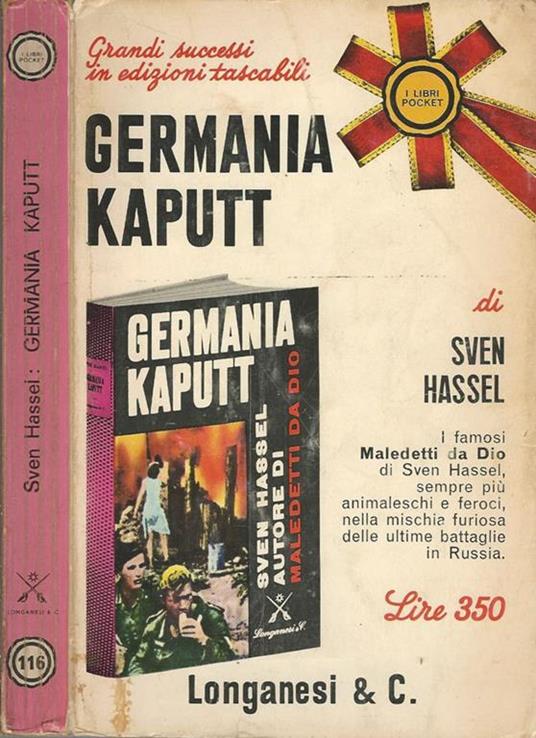 I LIBRI
POCKET
Sven Hassel: GERMANIA KAPUTT
LONGANESI & C.
116
Grandi successi
in edizioni tascabili
I LIBRI
POCKET
GERMANIA
KAPUTT
di
SVEN
HASSEL
I famosi
Maledetti da Dio
di Sven Hassel,
sempre più
animaleschi e feroci,
nella mischia furiosa
delle ultime battaglie
in Russia.
Lire 350
GERMANIA
KAPUTT
SVEN HASSEL
AUTORE DI
MALEDETTI DA DIO
GERMANIA
KAPUTT
Longanesi & C.
Longanesi & C.